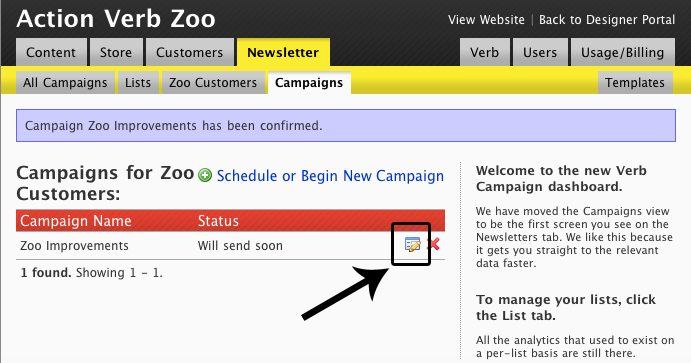 Action Verb Zoo
View Website | Back to Designer Portal
Content Store Customers Newsletter Verb Users Usage/Billing
All Campaigns Lists Zoo Customers Campaigns Templates
Campaign Zoo Improvements has been confirmed.
Campaigns for Zoo
Customers:
Schedule or Begin New Campaign
Campaign Name Status
Zoo Improvements Will send soon
1 found. Showing 1 - 1.
Welcome to the new Verb
Campaign dashboard.
We have moved the Campaigns view
to be the first screen you see on the
Newsletters tab. We like this because
it gets you straight to the relevant
data faster.
To manage your lists, click
the List tab.
All the analytics that used to exist on
a per-list basis are still there.